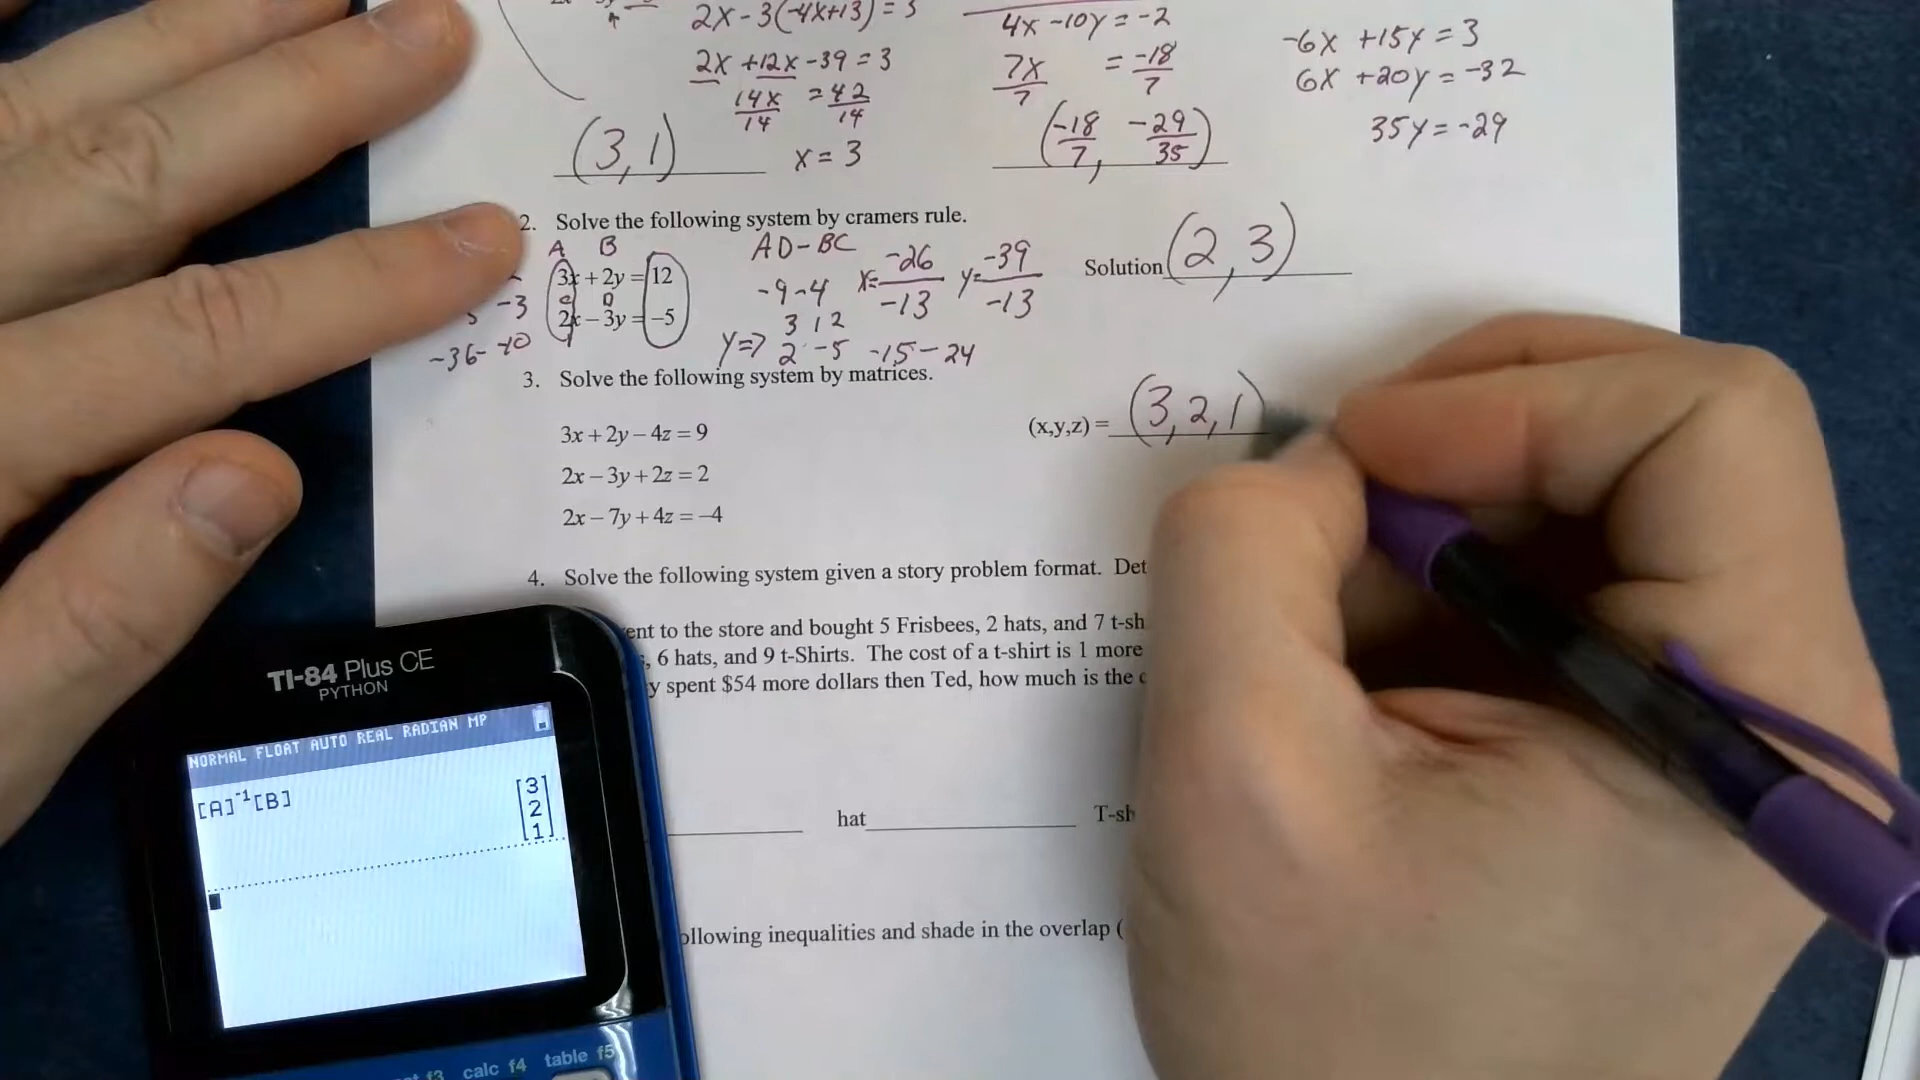 2x - 3(-4x+13) = 3
2x +12x -39 = 3
14x = 42
14 14
x = 3
(3, 1)
4x -10y = -2
7x = -18
7 7
(-18/7, -29/35)
-6x +15y = 3
6x +20y = -32
35y = -29
2. Solve the following system by cramers rule.
A B
3x + 2y = 12
C D
2x - 3y = -5
-3
-36- -10
AD - BC
-9-4
x= -26/-13 y= -39/-13
3 12
y=> 2 -5 -15-24
Solution (2, 3)
3. Solve the following system by matrices.
3x + 2y - 4z = 9
2x - 3y + 2z = 2
2x - 7y + 4z = -4
(x,y,z) = (3, 2, 1)
4. Solve the following system given a story problem format. Det
ent to the store and bought 5 Frisbees, 2 hats, and 7 t-sh
, 6 hats, and 9 t-Shirts. The cost of a t-shirt is 1 more
y spent $54 more dollars then Ted, how much is the c
hat T-sh
ollowing inequalities and shade in the overlap (
TI-84 Plus CE
PYTHON
NORMAL FLOAT AUTO REAL RADIAN MP
[A]⁻¹[B]
[3]
[2]
[1]
f3 calc f4 table f5